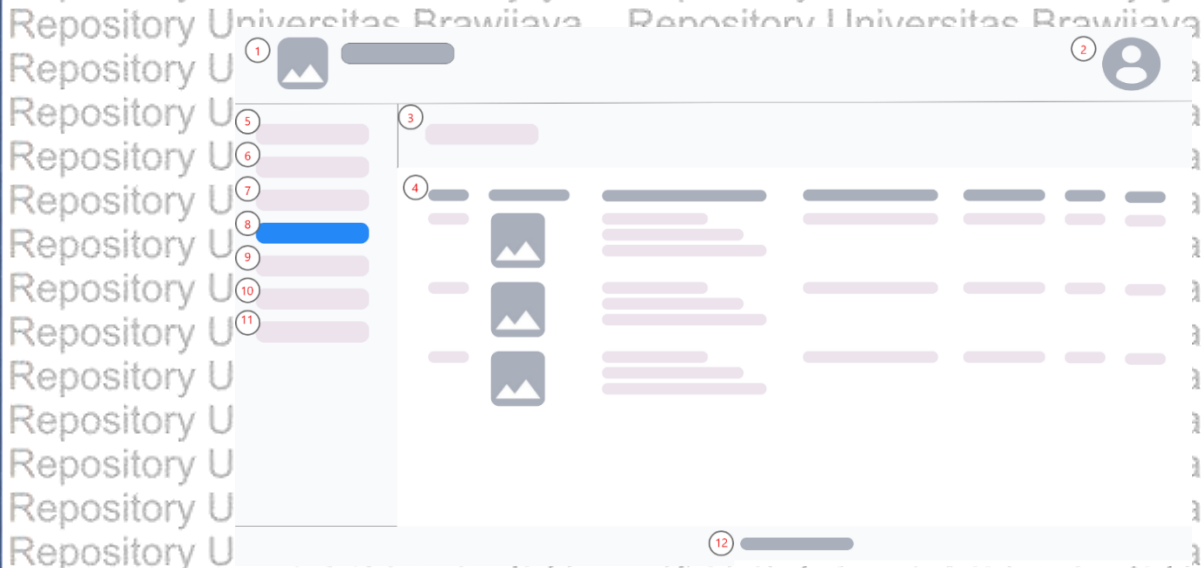 Repository Universitas Brawijaya Repository Universitas Brawijaya
1 2
Repository U a
Repository U 5 3 a
Repository U 6 a
7 4
Repository U a
8
Repository U a
9
Repository U 10 a
11
Repository U a
Repository U a
Repository U a
Repository U a
Repository U a
Repository U 12 a